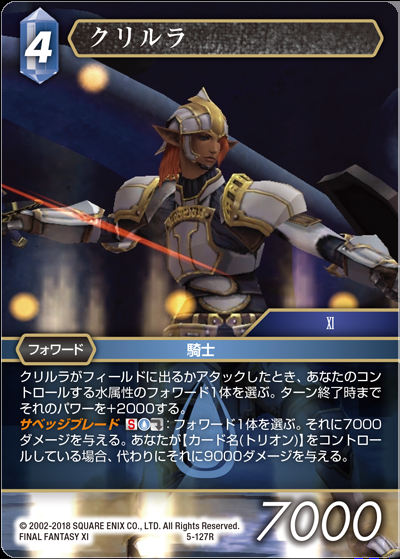 4
クリルラ
XI
フォワード
騎士
クリルラがフィールドに出るかアタックしたとき、あなたのコント
ロールする水属性のフォワード1体を選ぶ。ターン終了時まで
それのパワーを+2000する。
サベッジブレード S : フォワード1体を選ぶ。それに7000
ダメージを与える。あなたが【カード名(トリオン)】をコントロー
ルしている場合、代わりにそれに9000ダメージを与える。
© 2002-2018 SQUARE ENIX CO., LTD. All Rights Reserved.
FINAL FANTASY XI
5-127R
7000